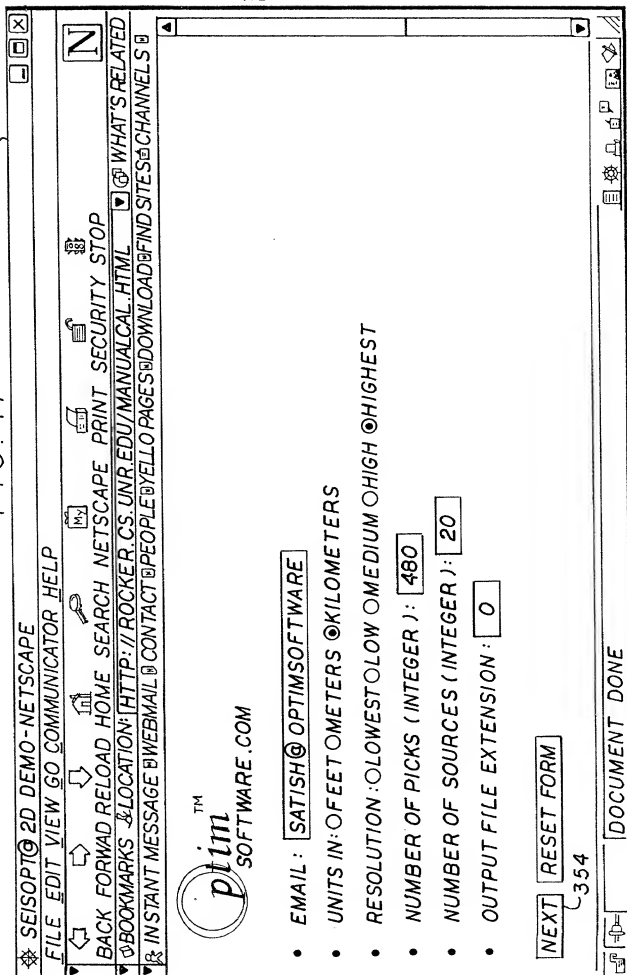 SEISOPT@ 2D DEMO-NETSCAPE
FILE EDIT VIEW GO COMMUNICATOR HELP
N
My
BACK FORWAD RELOAD HOME SEARCH NETSCAPE PRINT SECURITY STOP
BOOKMARKS & LOCATION: HTTP://ROCKER.CS.UNR.EDU/MANUALCAL.HTML WHAT'S RELATED
INSTANT MESSAGE WEBMAIL CONTACT PEOPLE YELLO PAGES DOWNLOAD FIND SITES CHANNELS
Optim™
SOFTWARE.COM
• EMAIL: SATISH@OPTIMSOFTWARE
• UNITS IN: FEET METERS KILOMETERS
• RESOLUTION: LOWEST LOW MEDIUM HIGH HIGHEST
• NUMBER OF PICKS (INTEGER): 480
• NUMBER OF SOURCES (INTEGER): 20
• OUTPUT FILE EXTENSION: 0
NEXT RESET FORM
354
DOCUMENT DONE